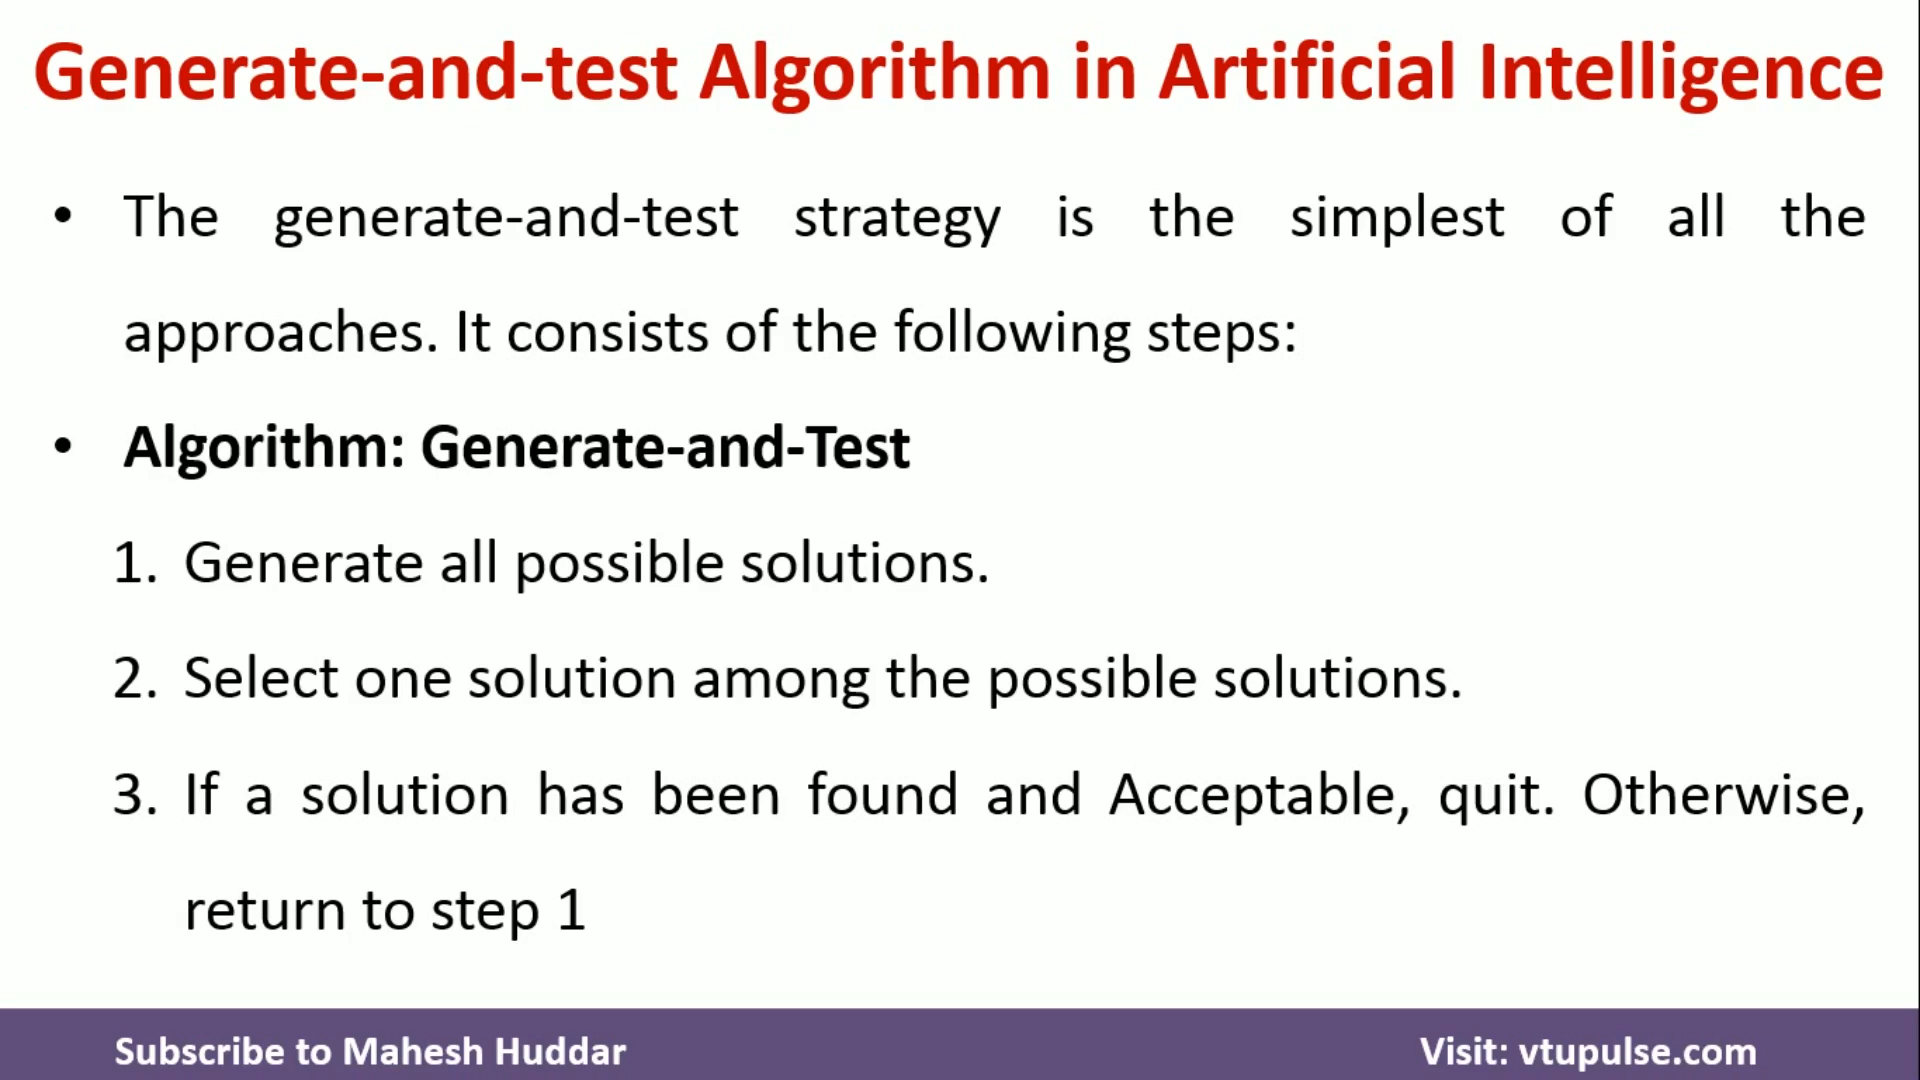 Generate-and-test Algorithm in Artificial Intelligence
• The generate-and-test strategy is the simplest of all the
approaches. It consists of the following steps:
• Algorithm: Generate-and-Test
1. Generate all possible solutions.
2. Select one solution among the possible solutions.
3. If a solution has been found and Acceptable, quit. Otherwise,
return to step 1
Subscribe to Mahesh Huddar
Visit: vtupulse.com